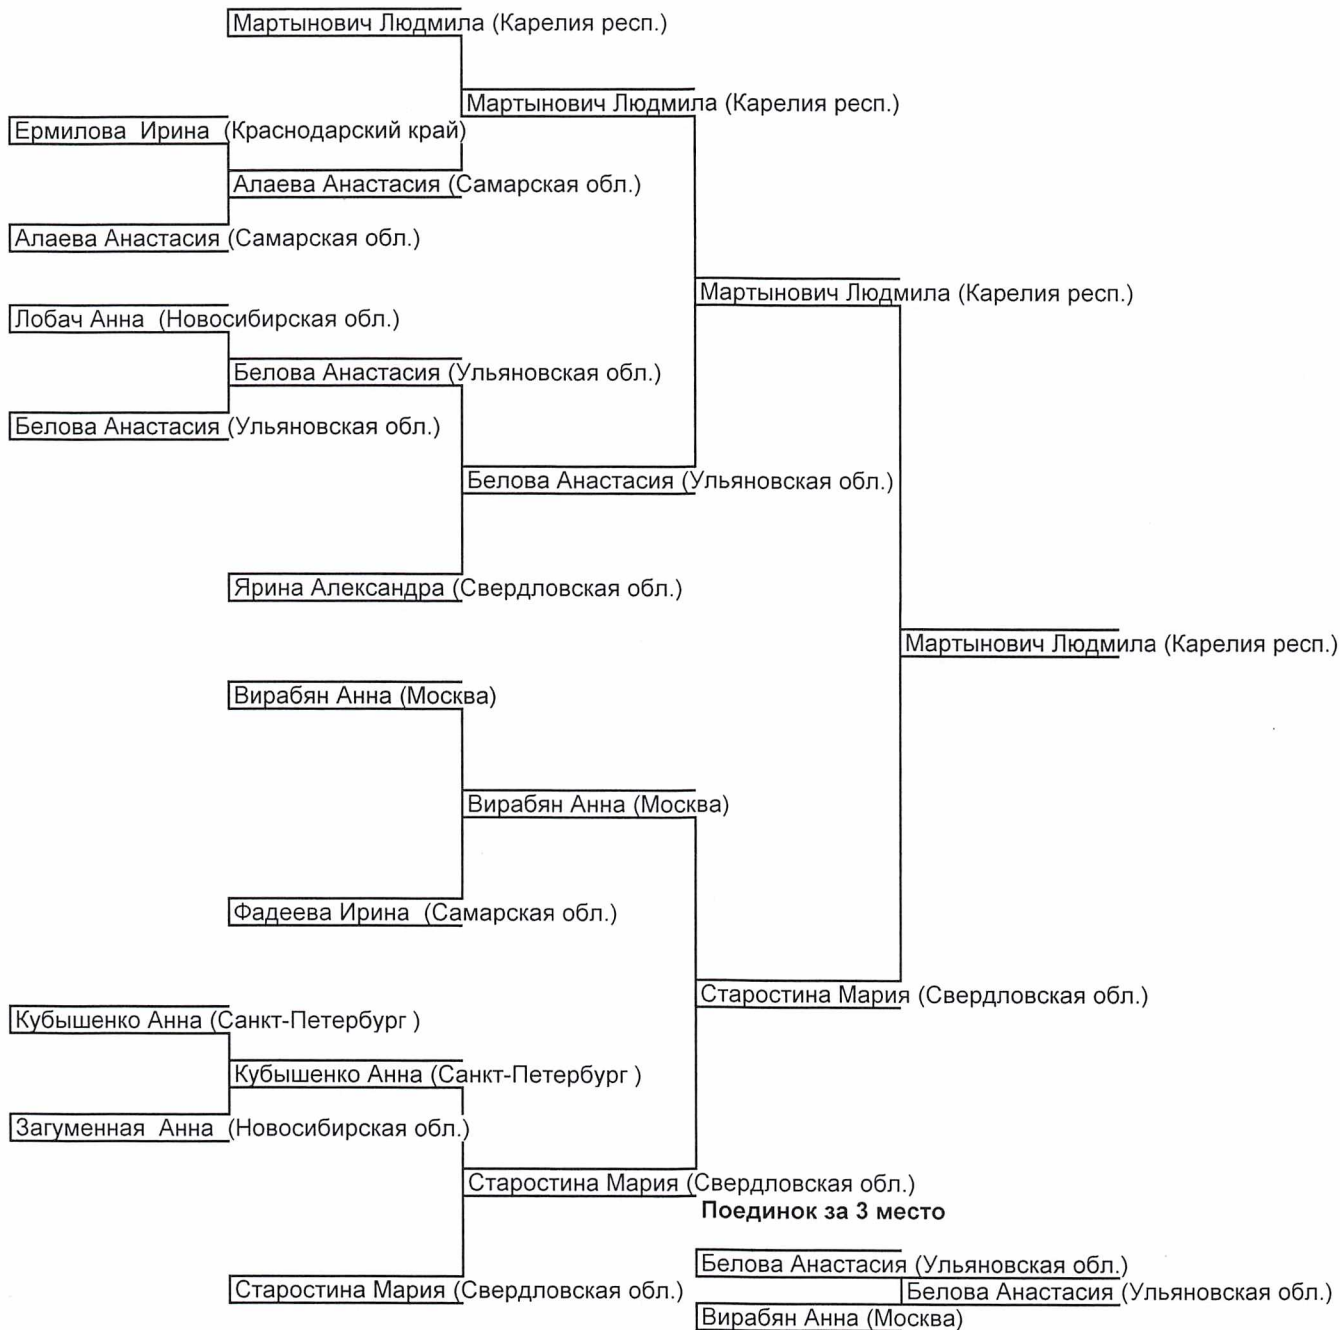 Мартынович Людмила (Карелия респ.)
Мартынович Людмила (Карелия респ.)
Ермилова  Ирина  (Краснодарский край)
Алаева Анастасия (Самарская обл.)
Алаева Анастасия (Самарская обл.)
Мартынович Людмила (Карелия респ.)
Лобач Анна  (Новосибирская обл.)
Белова Анастасия (Ульяновская обл.)
Белова Анастасия (Ульяновская обл.)
Белова Анастасия (Ульяновская обл.)
Ярина Александра (Свердловская обл.)
Мартынович Людмила (Карелия респ.)
Вирабян Анна (Москва)
Вирабян Анна (Москва)
Фадеева Ирина  (Самарская обл.)
Старостина Мария (Свердловская обл.)
Кубышенко Анна (Санкт-Петербург )
Кубышенко Анна (Санкт-Петербург )
Загуменная  Анна  (Новосибирская обл.)
Старостина Мария (Свердловская обл.)
Поединок за 3 место
Белова Анастасия (Ульяновская обл.)
Старостина Мария (Свердловская обл.)
Белова Анастасия (Ульяновская обл.)
Вирабян Анна (Москва)